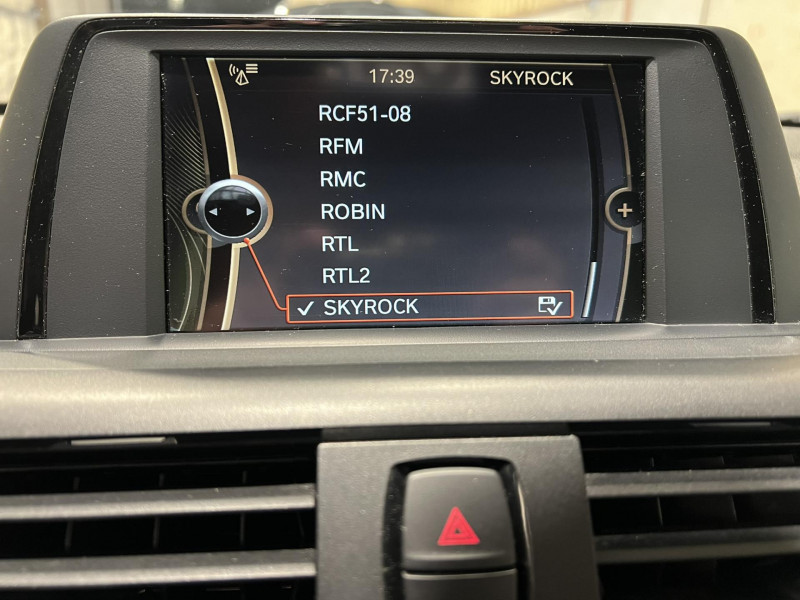 17:39 SKYROCK
RCF51-08
RFM
RMC
ROBIN
RTL
RTL2
SKYROCK